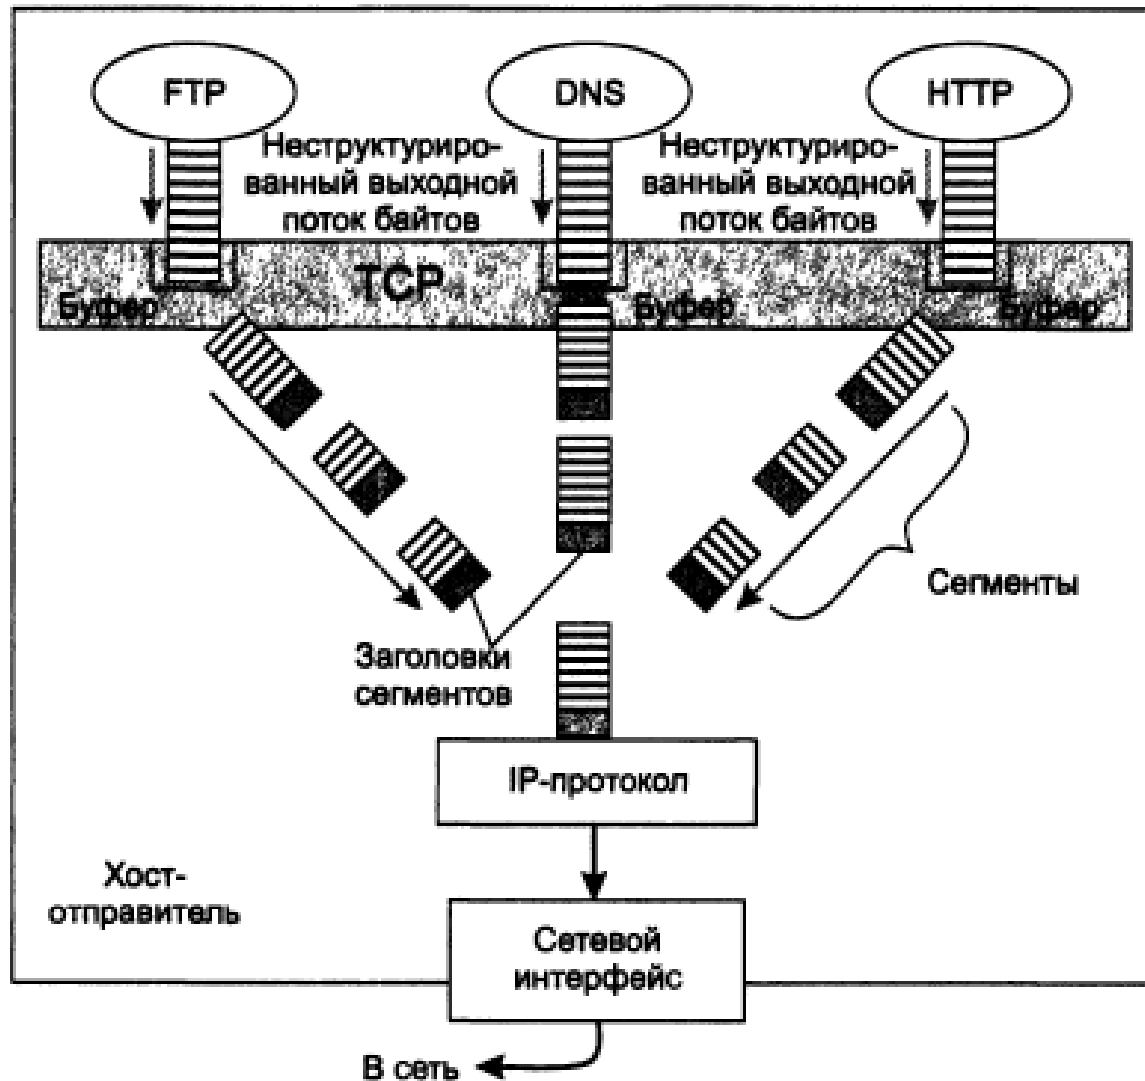 FTP
DNS
HTTP
Неструктуриро-
ванный выходной
поток байтов
Неструктуриро-
ванный выходной
поток байтов
TCP
Буфер
Буфер
Буфер
Сегменты
Заголовки
сегментов
IP-протокол
Хост-
отправитель
Сетевой
интерфейс
В сеть